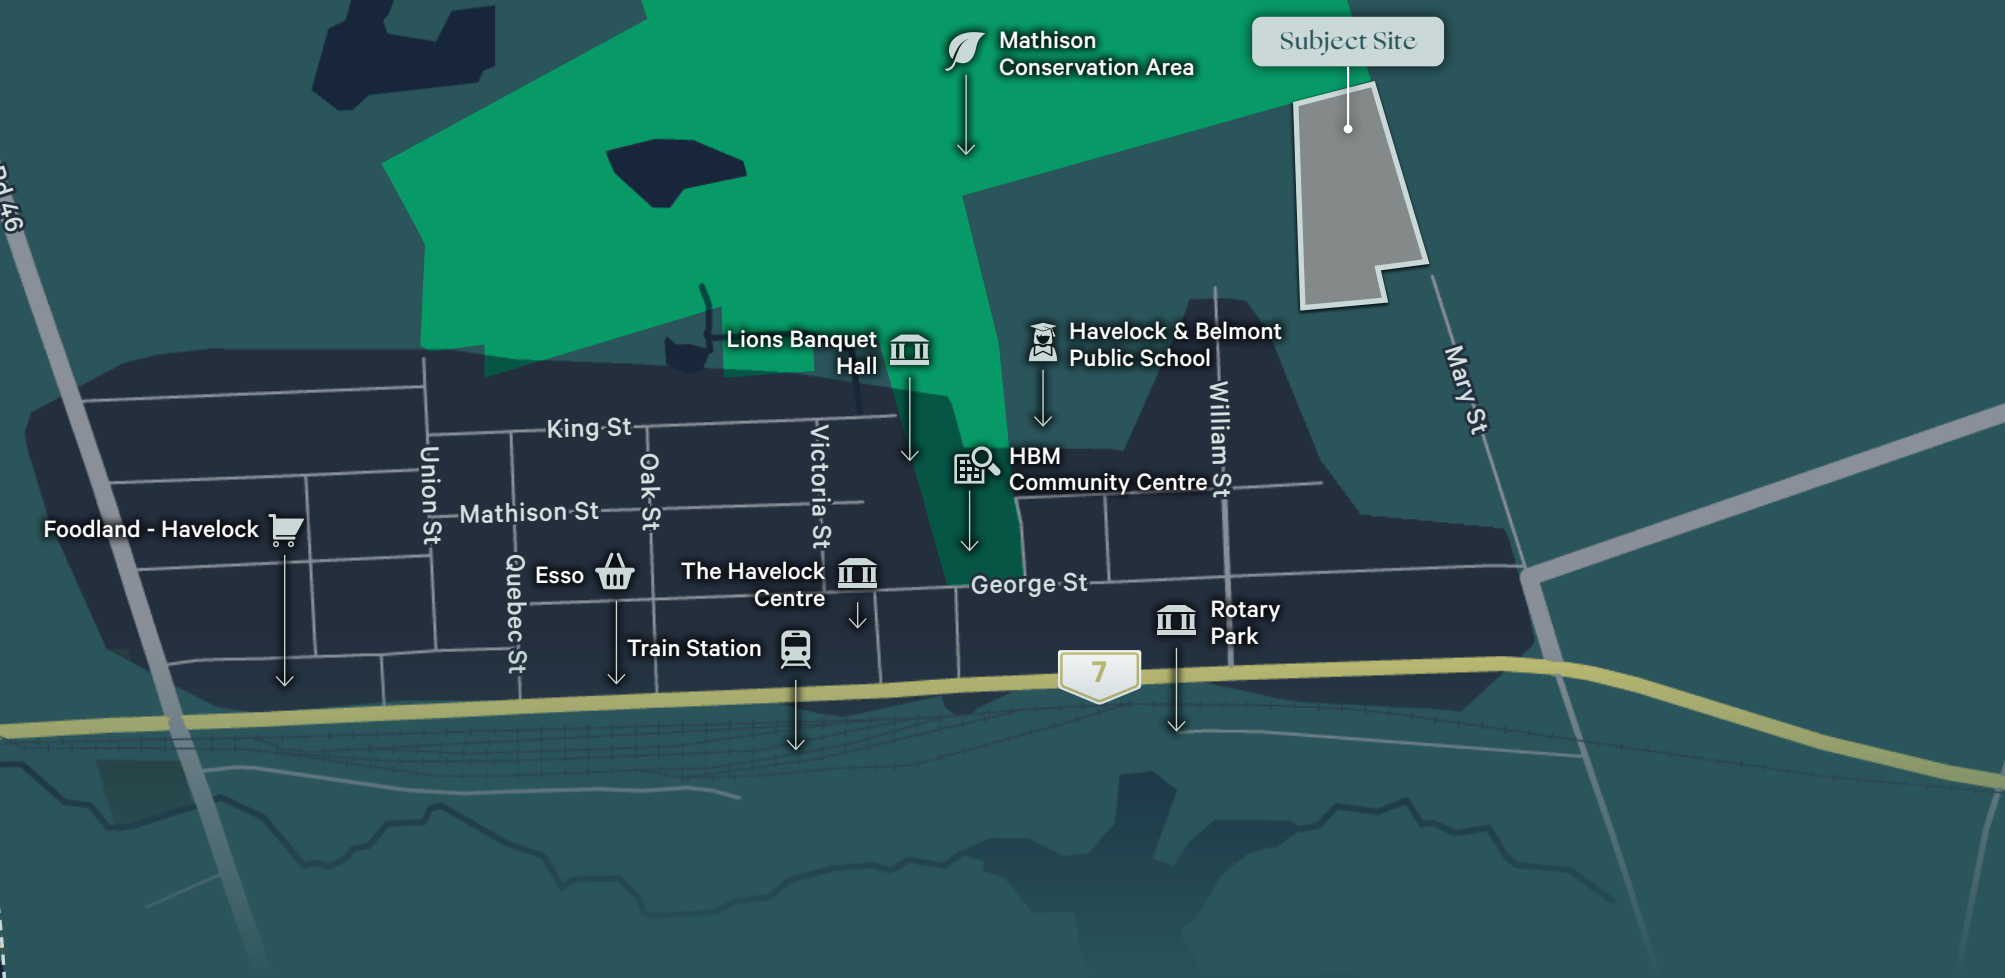 Mathison
Conservation Area
Subject Site
Rd 46
Lions Banquet
Hall
Havelock & Belmont
Public School
Mary St
William St
King St
Union St
Oak St
Victoria St
HBM
Community Centre
Mathison St
Foodland - Havelock
Quebec St
Esso
The Havelock
Centre
George St
Rotary
Park
Train Station
7